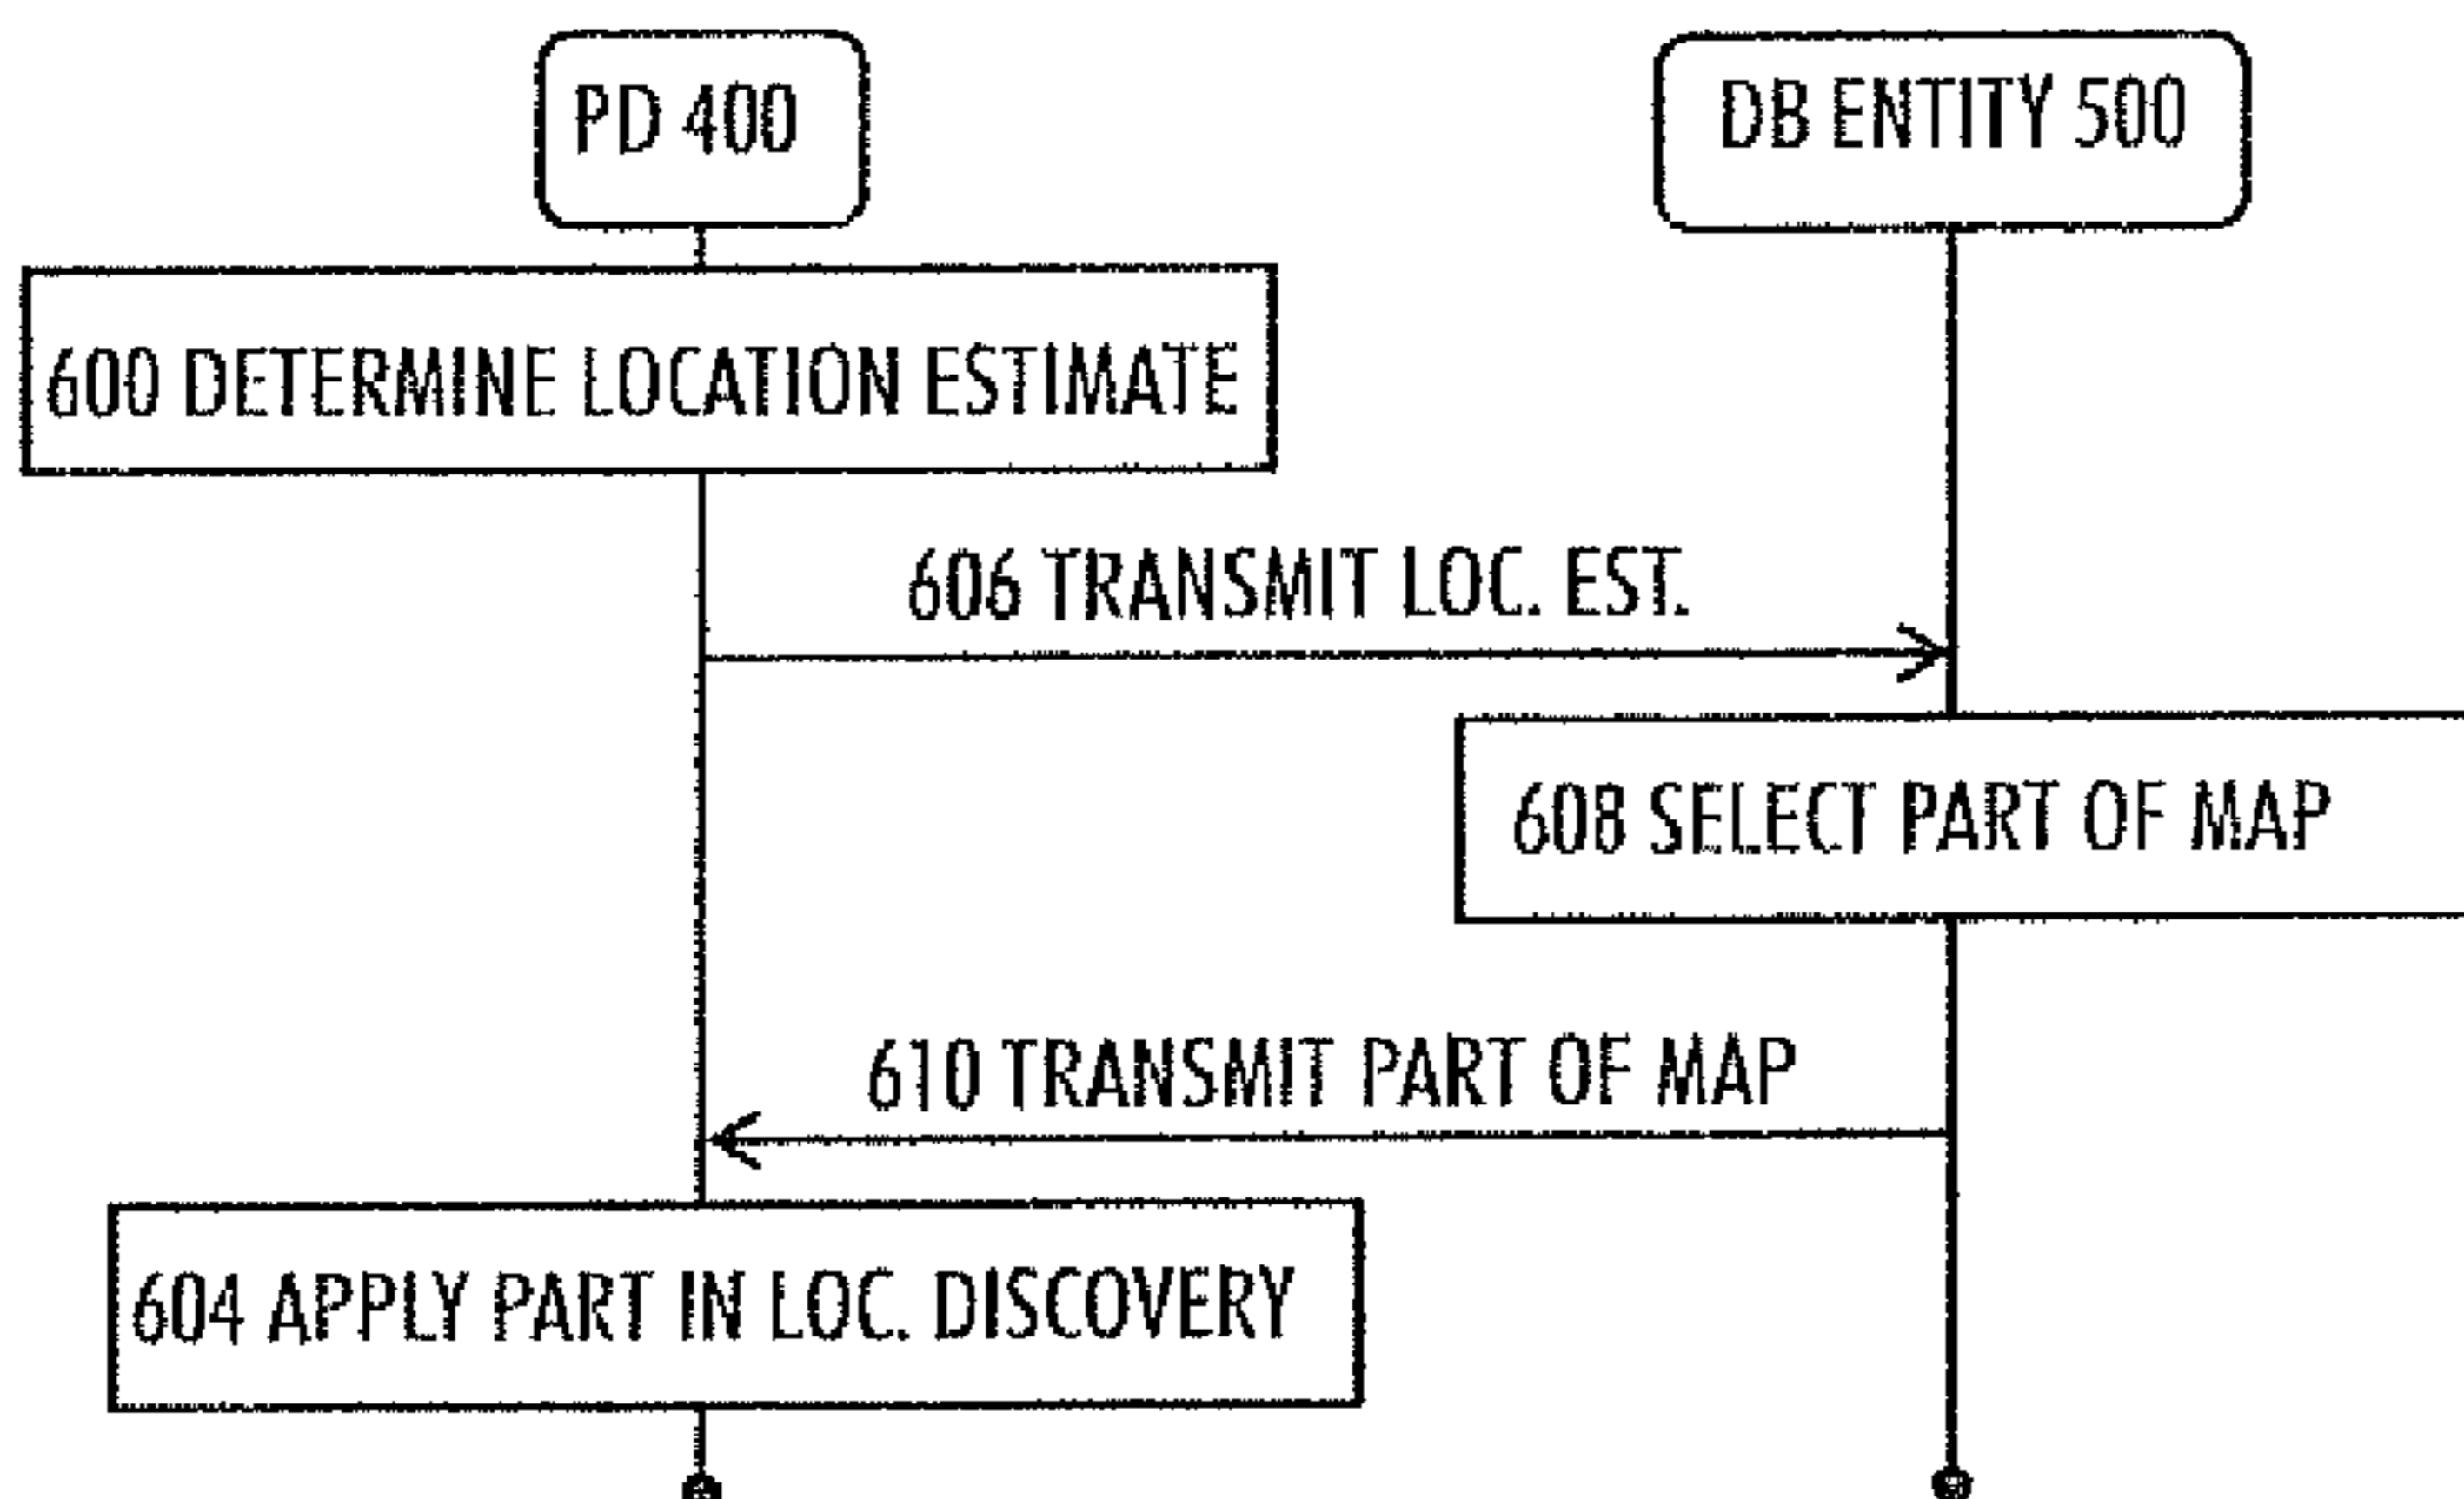 PD 400
DB ENTITY 500
600 DETERMINE LOCATION ESTIMATE
606 TRANSMIT LOC. EST.
608 SELECT PART OF MAP
610 TRANSMIT PART OF MAP
604 APPLY PART IN LOC. DISCOVERY